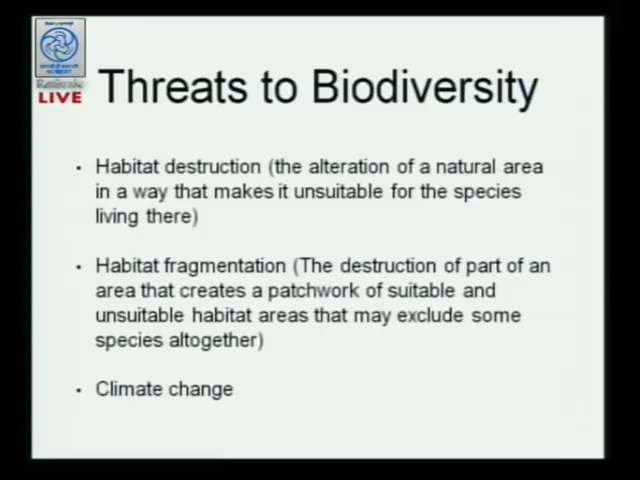 LIVE
Threats to Biodiversity
• Habitat destruction (the alteration of a natural area
in a way that makes it unsuitable for the species
living there)
• Habitat fragmentation (The destruction of part of an
area that creates a patchwork of suitable and
unsuitable habitat areas that may exclude some
species altogether)
• Climate change